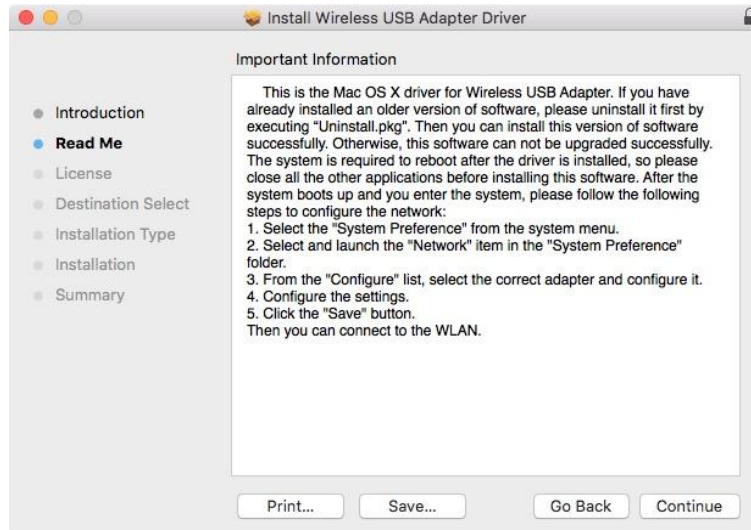 Install Wireless USB Adapter Driver
Important Information
Introduction
Read Me
License
Destination Select
Installation Type
Installation
Summary
This is the Mac OS X driver for Wireless USB Adapter. If you have
already installed an older version of software, please uninstall it first by
executing “Uninstall.pkg". Then you can install this version of software
successfully. Otherwise, this software can not be upgraded successfully.
The system is required to reboot after the driver is installed, so please
close all the other applications before installing this software. After the
system boots up and you enter the system, please follow the following
steps to configure the network:
1. Select the "System Preference" from the system menu.
2. Select and launch the "Network" item in the "System Preference"
folder.
3. From the "Configure" list, select the correct adapter and configure it.
4. Configure the settings.
5. Click the "Save" button.
Then you can connect to the WLAN.
Print...
Save...
Go Back
Continue